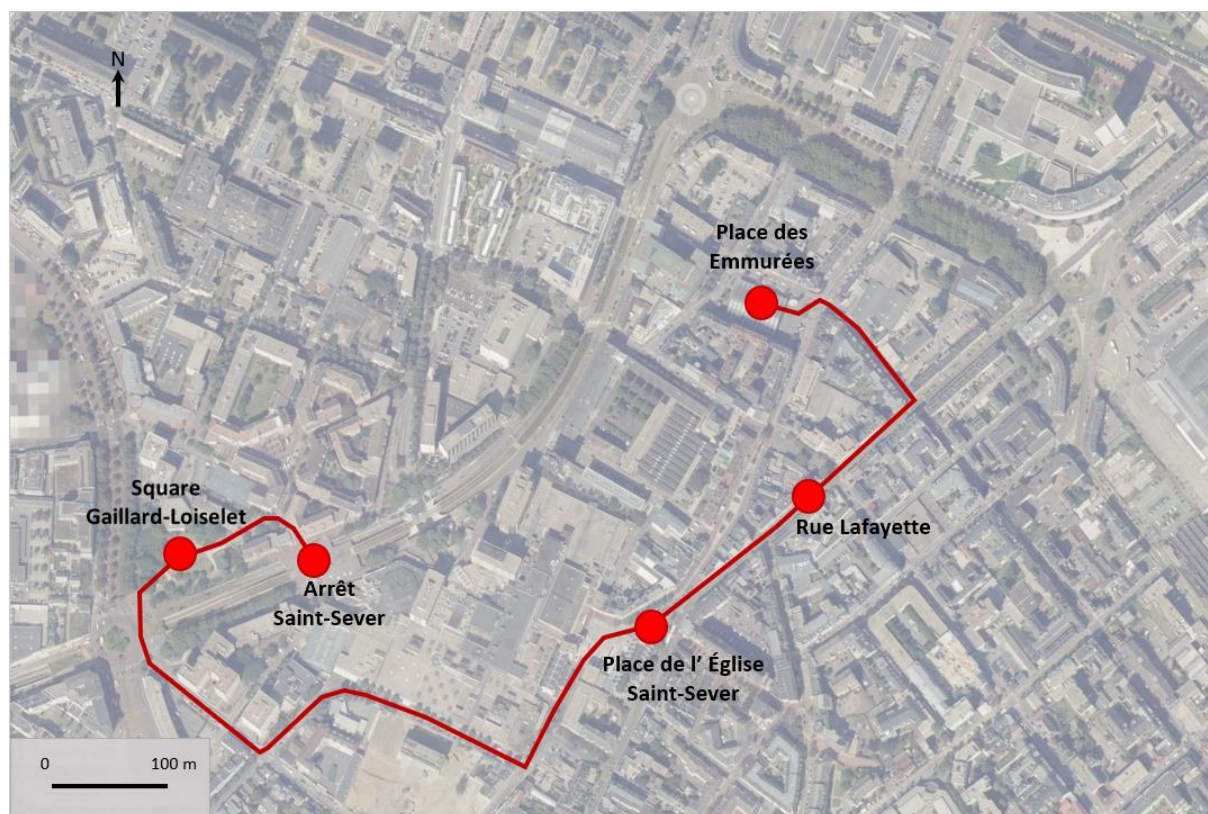 N
Place des
Emmurées
Square
Gaillard-Loiselet
Rue Lafayette
Arrêt
Saint-Sever
Place de l’ Église
Saint-Sever
0 100 m